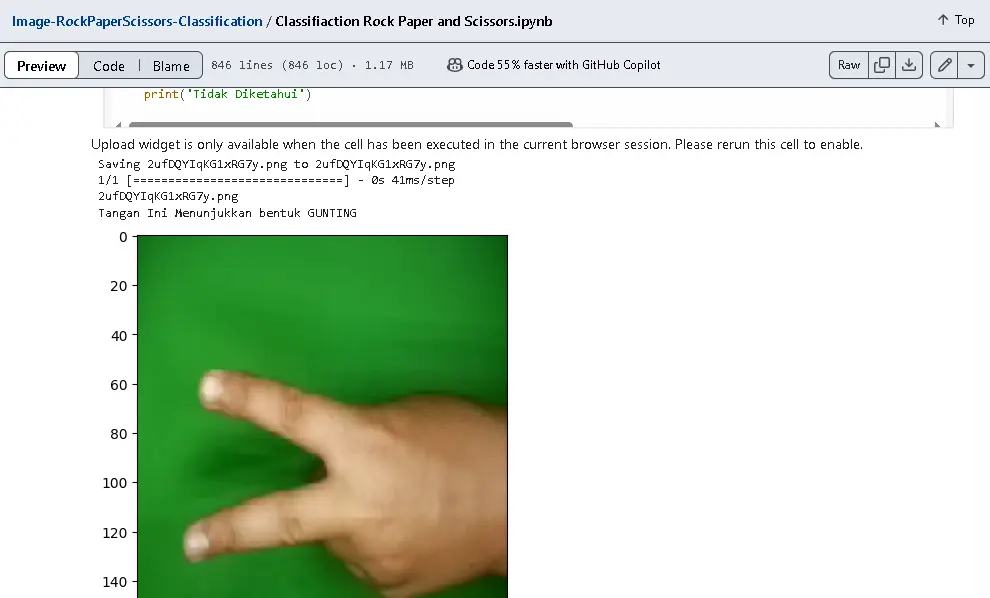 Image-RockPaperScissors-Classification / Classifiaction Rock Paper and Scissors.ipynb
Top
Preview
Code
Blame
846 lines (846 loc) · 1.17 MB
Code 55% faster with GitHub Copilot
Raw
print('Tidak Diketahui')
Upload widget is only available when the cell has been executed in the current browser session. Please rerun this cell to enable.
Saving 2ufDQYIqKG1xRG7y.png to 2ufDQYIqKG1xRG7y.png
1/1 [==============================] - 0s 41ms/step
2ufDQYIqKG1xRG7y.png
Tangan Ini Menunjukkan bentuk GUNTING
0
20
40
60
80
100
120
140